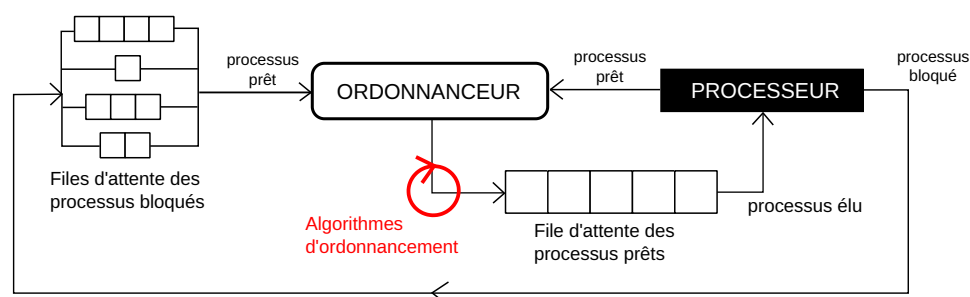 processus
prêt
processus
prêt
processus
bloqué
ORDONNANCEUR
PROCESSEUR
Files d'attente des
processus bloqués
Algorithmes
d'ordonnancement
File d'attente des
processus prêts
processus élu